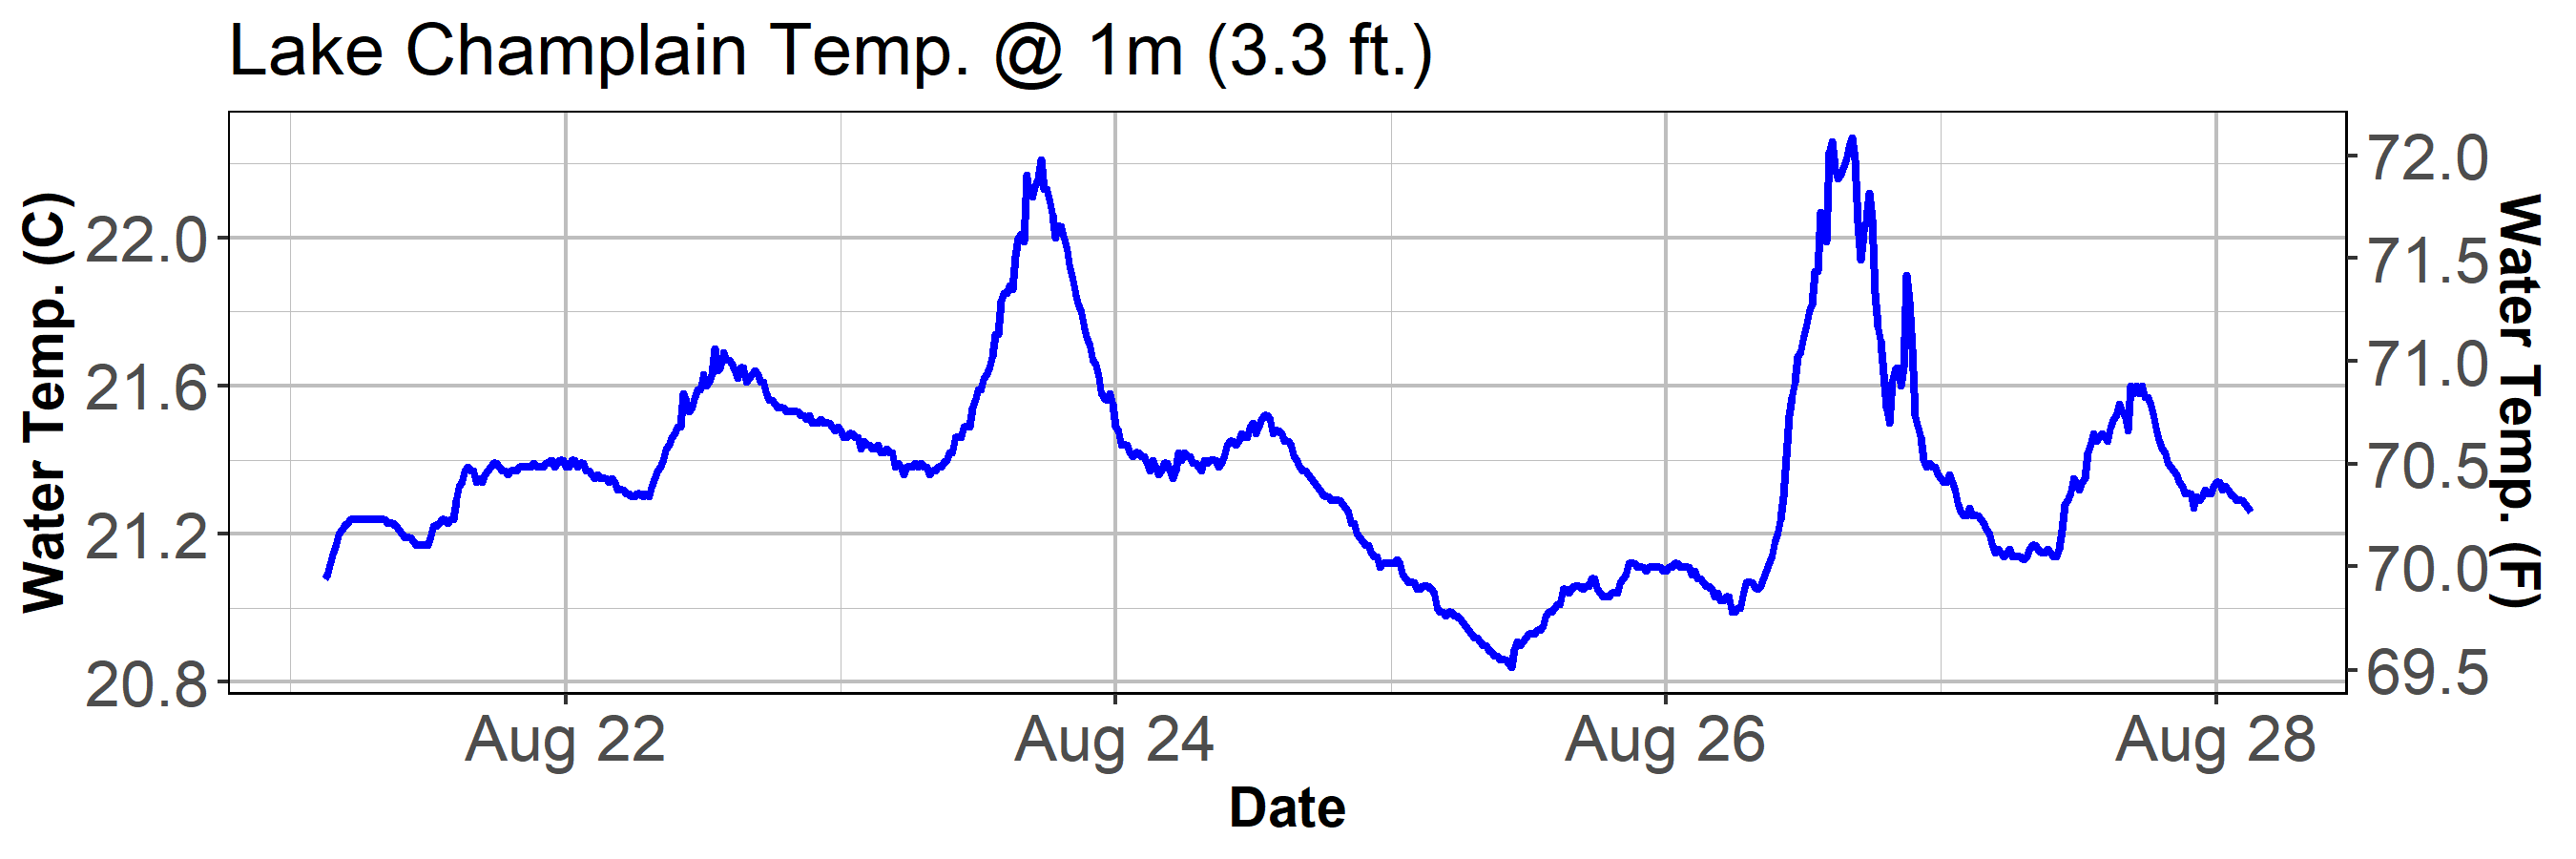 Lake Champlain Temp. @ 1m (3.3 ft.)
Water Temp. (C)
22.0
21.6
21.2
20.8
72.0
71.5
71.0
70.5
70.0
69.5
Water Temp. (F)
Aug 22
Aug 24
Aug 26
Aug 28
Date